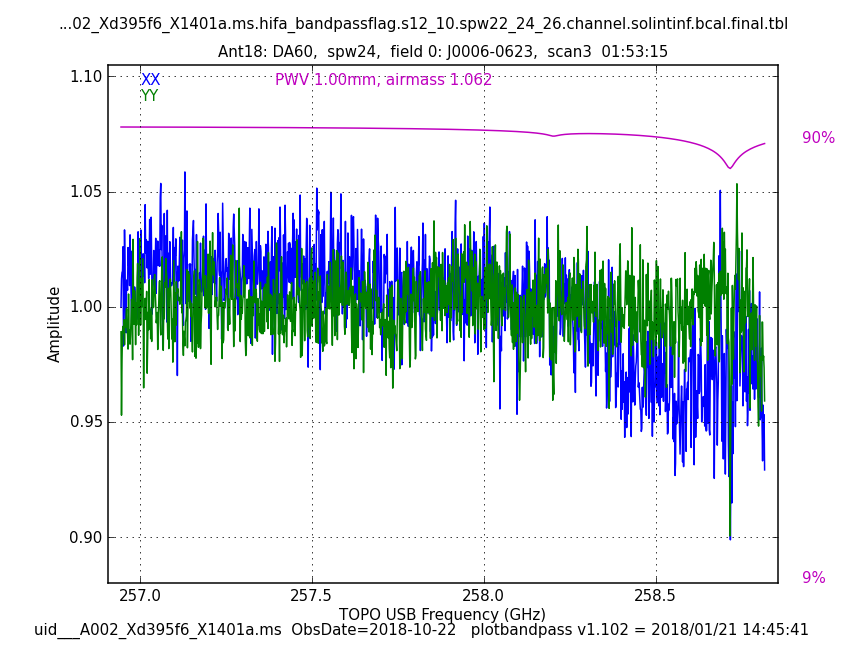 ...02_Xd395f6_X1401a.ms.hifa_bandpassflag.s12_10.spw22_24_26.channel.solintinf.bcal.final.tbl
Ant18: DA60,  spw24,  field 0: J0006-0623,  scan3  01:53:15
1.10
XX
PWV 1.00mm, airmass 1.062
YY
90%
1.05
1.00
Amplitude
0.95
0.90
9%
257.0
257.5
258.0
258.5
TOPO USB Frequency (GHz)
uid___A002_Xd395f6_X1401a.ms  ObsDate=2018-10-22   plotbandpass v1.102 = 2018/01/21 14:45:41